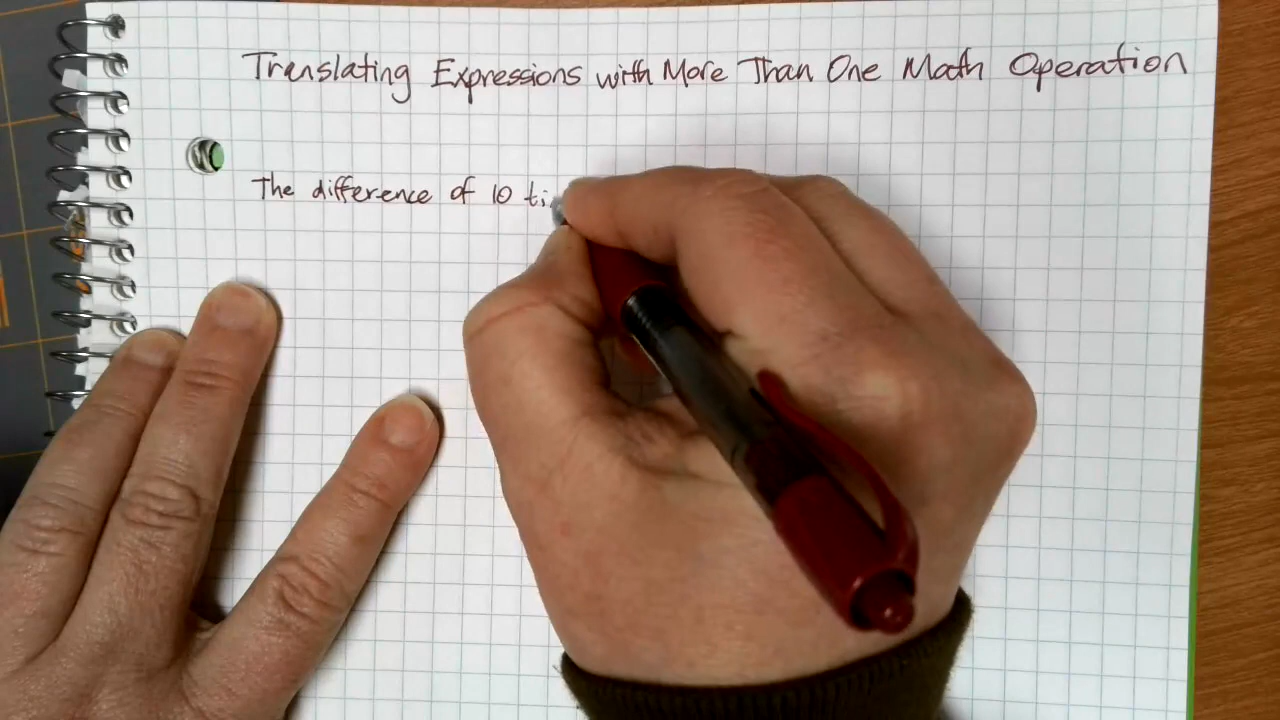 Translating Expressions with More Than One Math Operation
The difference of 10